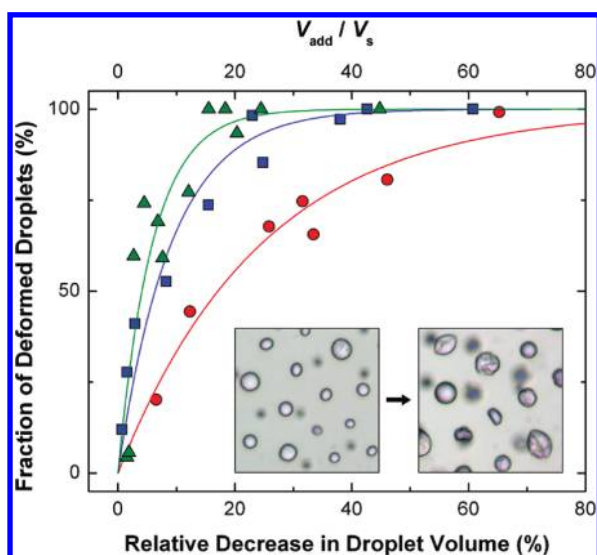 V_add / V_s
0 20 40 60 80
100
50
0
Fraction of Deformed Droplets (%)
0 20 40 60 80
Relative Decrease in Droplet Volume (%)